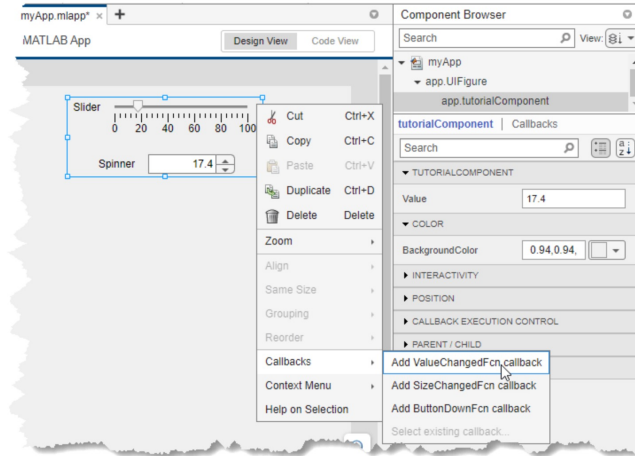 myApp.mlapp*
MATLAB App
Design View
Code View
Slider
0 20 40 60 80 100
Spinner
17.4
Cut Ctrl+X
Copy Ctrl+C
Paste Ctrl+V
Duplicate Ctrl+D
Delete Delete
Zoom
Align
Same Size
Grouping
Reorder
Callbacks
Context Menu
Help on Selection
Add ValueChangedFcn callback
Add SizeChangedFcn callback
Add ButtonDownFcn callback
Select existing callback...
Component Browser
Search
View:
myApp
app.UIFigure
app.tutorialComponent
tutorialComponent | Callbacks
Search
TUTORIALCOMPONENT
Value 17.4
COLOR
BackgroundColor 0.94,0.94,
INTERACTIVITY
POSITION
CALLBACK EXECUTION CONTROL
PARENT / CHILD